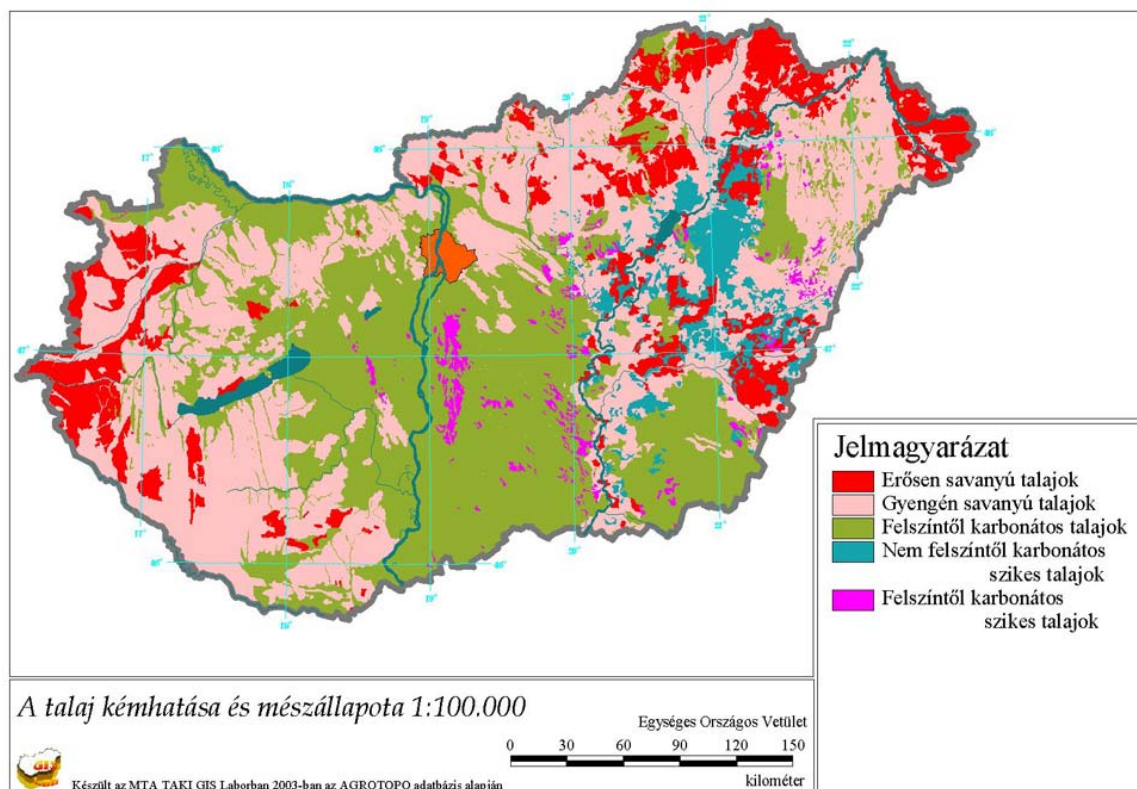 Jelmagyarázat
Erősen savanyú talajok
Gyengén savanyú talajok
Felszíntől karbonátos talajok
Nem felszíntől karbonátos
szikes talajok
Felszíntől karbonátos
szikes talajok
A talaj kémhatása és mészállapota 1:100.000
Egységes Országos Vetület
0 30 60 90 120 150
kilométer
Készült az MTA TAKI GIS Laborban 2003-ban az AGROTOPO adatbázis alapján